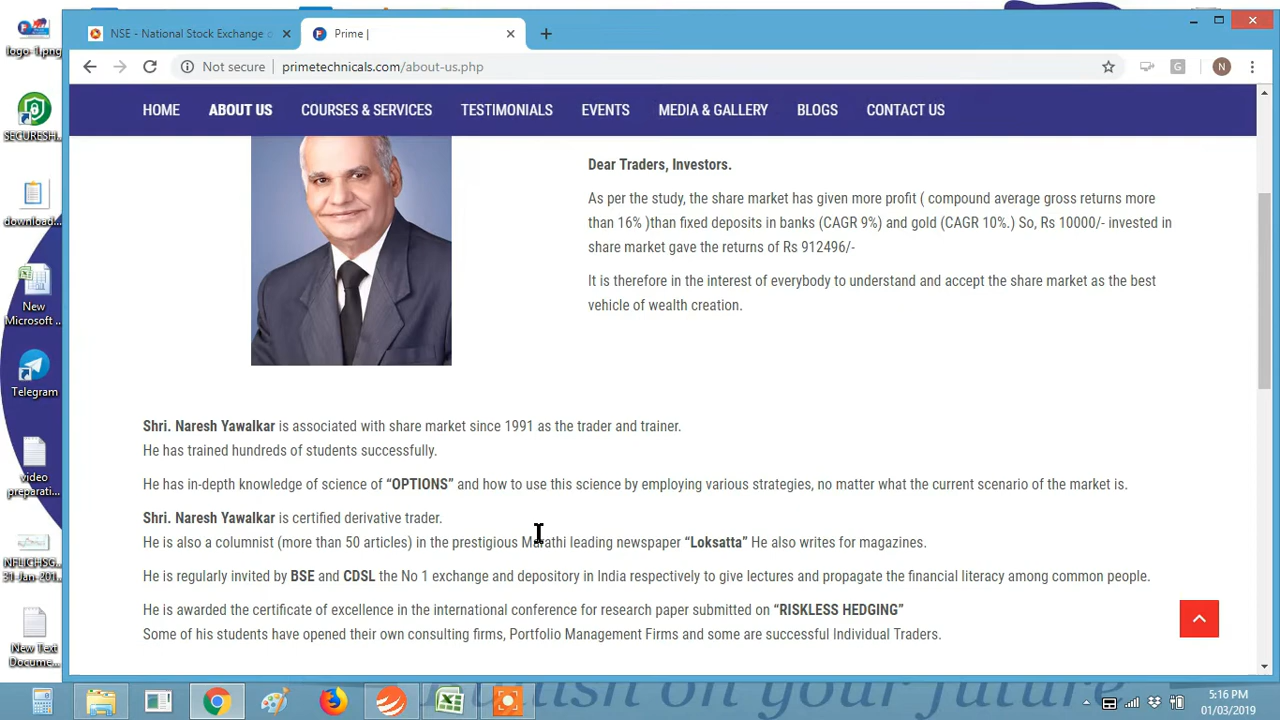 logo-1.png
SECURESH...
downloa...
New
Microsoft ...
Telegram
video
preparati...
NFLICHSG...
31-Jan-201...
New Text
Docume...
NSE - National Stock Exchange
Prime |
Not secure | primetechnicals.com/about-us.php
G
N
HOME ABOUT US COURSES & SERVICES TESTIMONIALS EVENTS MEDIA & GALLERY BLOGS CONTACT US
Dear Traders, Investors.
As per the study, the share market has given more profit ( compound average gross returns more
than 16% )than fixed deposits in banks (CAGR 9%) and gold (CAGR 10%.) So, Rs 10000/- invested in
share market gave the returns of Rs 912496/-
It is therefore in the interest of everybody to understand and accept the share market as the best
vehicle of wealth creation.
Shri. Naresh Yawalkar is associated with share market since 1991 as the trader and trainer.
He has trained hundreds of students successfully.
He has in-depth knowledge of science of “OPTIONS” and how to use this science by employing various strategies, no matter what the current scenario of the market is.
Shri. Naresh Yawalkar is certified derivative trader.
He is also a columnist (more than 50 articles) in the prestigious Marathi leading newspaper “Loksatta” He also writes for magazines.
He is regularly invited by BSE and CDSL the No 1 exchange and depository in India respectively to give lectures and propagate the financial literacy among common people.
He is awarded the certificate of excellence in the international conference for research paper submitted on “RISKLESS HEDGING”
Some of his students have opened their own consulting firms, Portfolio Management Firms and some are successful Individual Traders.
on your future
5:16 PM
01/03/2019